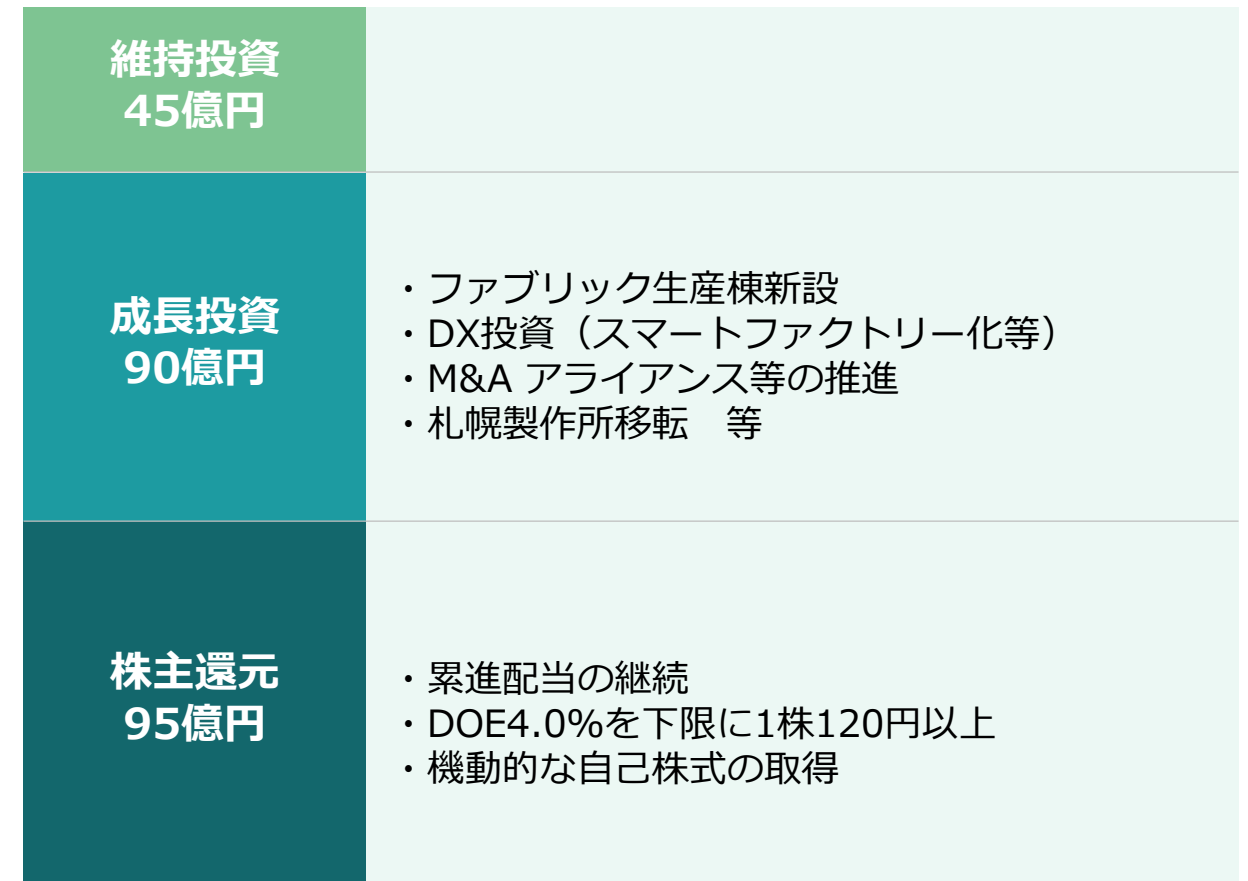 維持投資
45億円
成長投資
90億円
・ファブリック生産棟新設
・DX投資（スマートファクトリー化等）
・M&A アライアンス等の推進
・札幌製作所移転　等
株主還元
95億円
・累進配当の継続
・DOE4.0%を下限に1株120円以上
・機動的な自己株式の取得